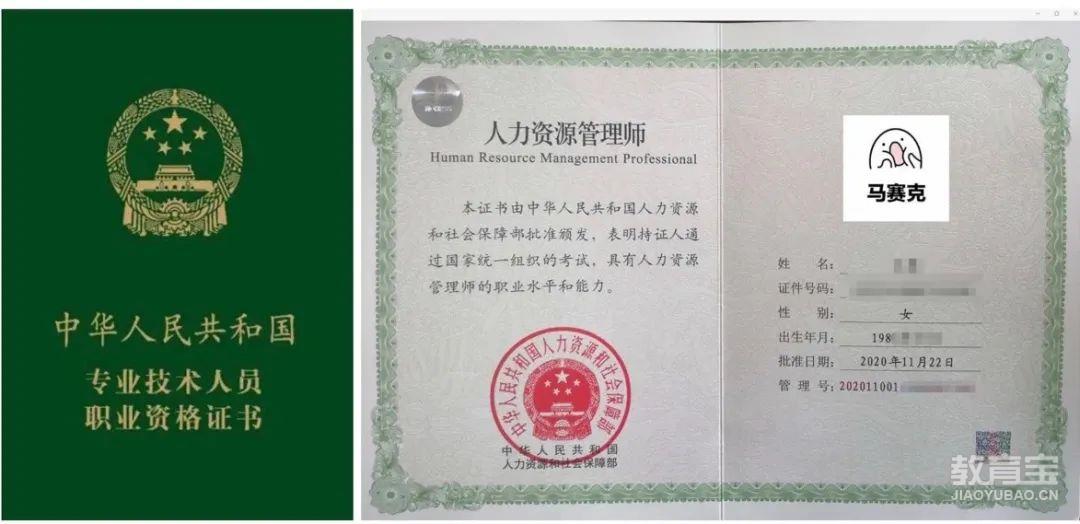 中华人民共和国
专业技术人员
职业资格证书
人力资源管理师
Human Resource Management Professional
本证书由中华人民共和国人力资源
和社会保障部批准颁发，表明持证人通
过国家统一组织的考试，具有人力资源
管理师的职业水平和能力。
中华人民共和国人力资源和社会保障部
中华人民共和国
人力资源和社会保障部
马赛克
姓 名：
证件号码：
性 别： 女
出生年月： 198
批准日期： 2020年11月22日
管 理 号： 202011001
教育宝
JIAOYUBAO.CN